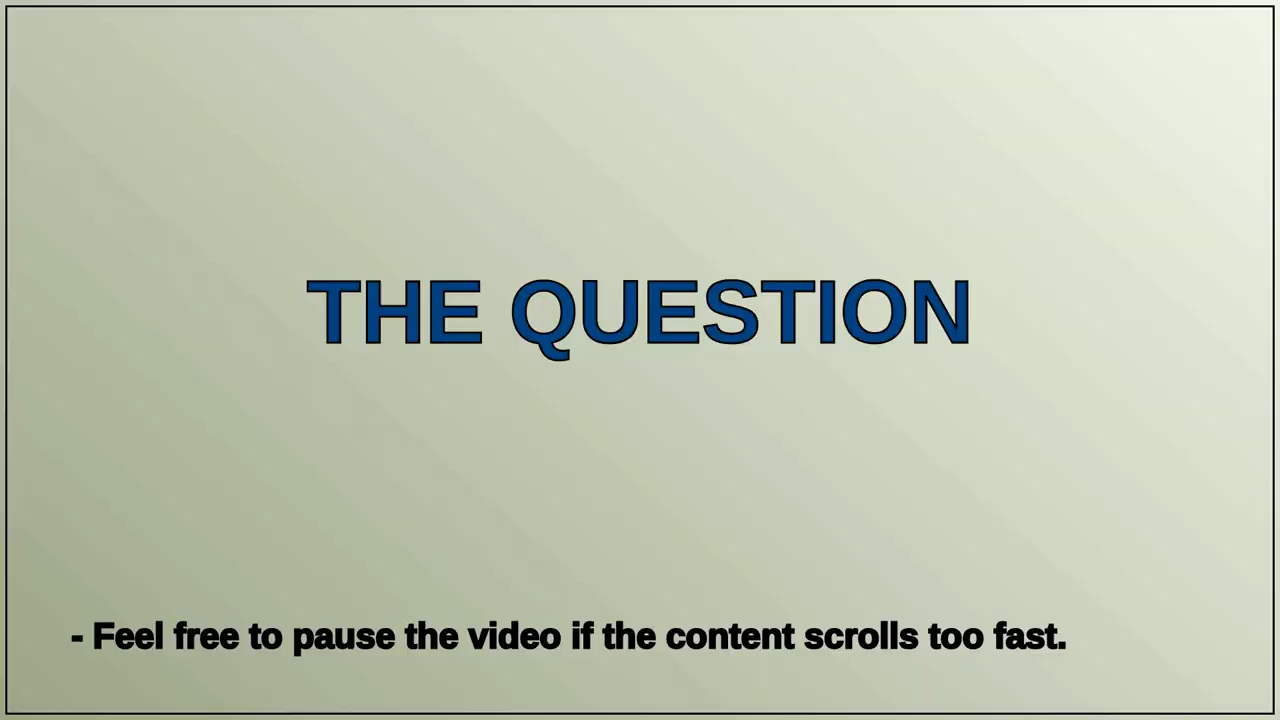 THE QUESTION
- Feel free to pause the video if the content scrolls too fast.